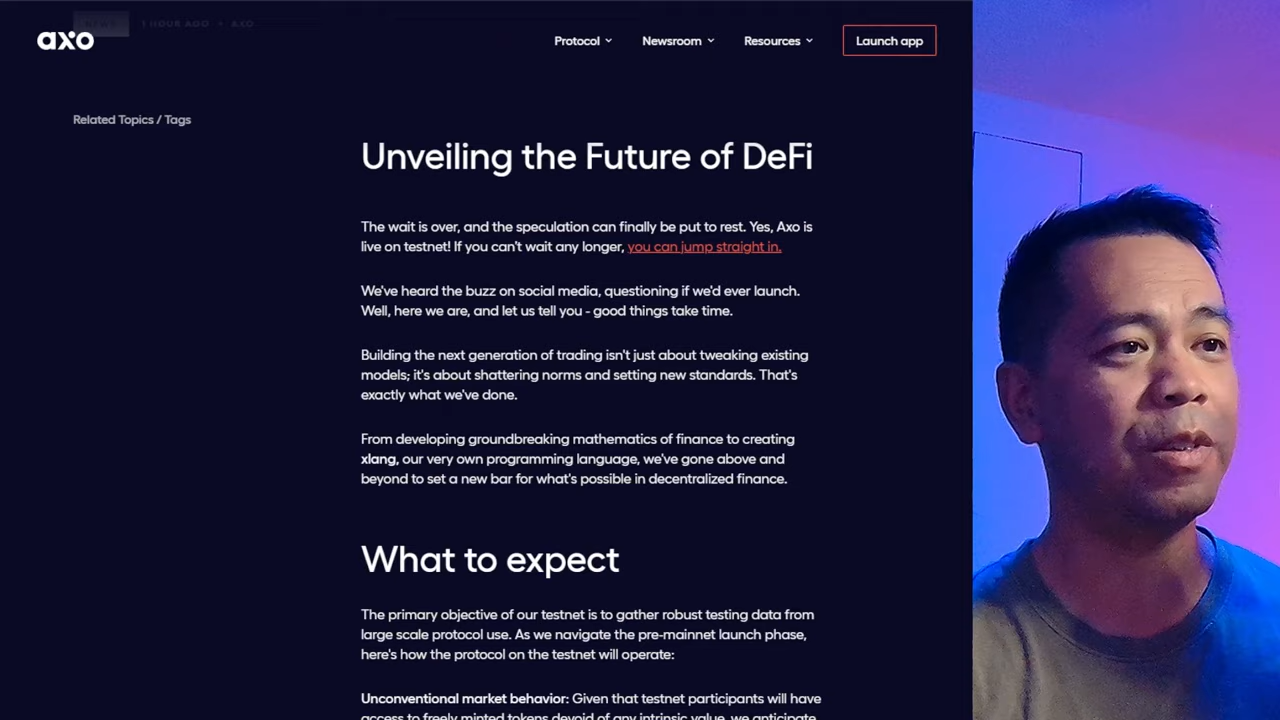 NEWS 1 HOUR AGO • AXO
axo
Protocol
Newsroom
Resources
Launch app
Related Topics / Tags
Unveiling the Future of DeFi
The wait is over, and the speculation can finally be put to rest. Yes, Axo is
live on testnet! If you can't wait any longer, you can jump straight in.
We've heard the buzz on social media, questioning if we'd ever launch.
Well, here we are, and let us tell you - good things take time.
Building the next generation of trading isn't just about tweaking existing
models; it's about shattering norms and setting new standards. That's
exactly what we've done.
From developing groundbreaking mathematics of finance to creating
xlang, our very own programming language, we've gone above and
beyond to set a new bar for what's possible in decentralized finance.
What to expect
The primary objective of our testnet is to gather robust testing data from
large scale protocol use. As we navigate the pre-mainnet launch phase,
here's how the protocol on the testnet will operate:
Unconventional market behavior: Given that testnet participants will have
access to freely minted tokens devoid of any intrinsic value, we anticipate